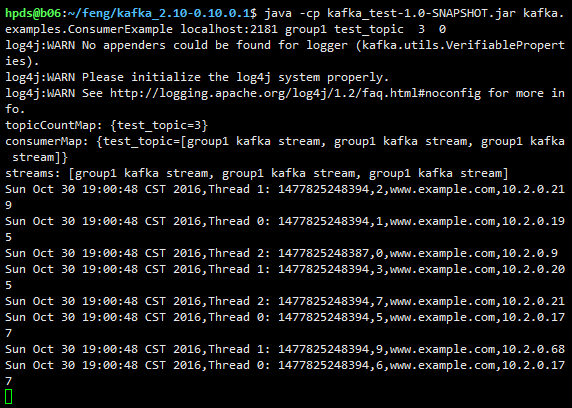 hpds@b06:~/feng/kafka_2.10-0.10.0.1$ java -cp kafka_test-1.0-SNAPSHOT.jar kafka.
examples.ConsumerExample localhost:2181 group1 test_topic  3  0
log4j:WARN No appenders could be found for logger (kafka.utils.VerifiablePropert
ies).
log4j:WARN Please initialize the log4j system properly.
log4j:WARN See http://logging.apache.org/log4j/1.2/faq.html#noconfig for more in
fo.
topicCountMap: {test_topic=3}
consumerMap: {test_topic=[group1 kafka stream, group1 kafka stream, group1 kafka
 stream]}
streams: [group1 kafka stream, group1 kafka stream, group1 kafka stream]
Sun Oct 30 19:00:48 CST 2016,Thread 1: 1477825248394,2,www.example.com,10.2.0.21
9
Sun Oct 30 19:00:48 CST 2016,Thread 0: 1477825248394,1,www.example.com,10.2.0.19
5
Sun Oct 30 19:00:48 CST 2016,Thread 2: 1477825248387,0,www.example.com,10.2.0.9
Sun Oct 30 19:00:48 CST 2016,Thread 1: 1477825248394,3,www.example.com,10.2.0.20
5
Sun Oct 30 19:00:48 CST 2016,Thread 2: 1477825248394,7,www.example.com,10.2.0.21
Sun Oct 30 19:00:48 CST 2016,Thread 0: 1477825248394,5,www.example.com,10.2.0.17
7
Sun Oct 30 19:00:48 CST 2016,Thread 1: 1477825248394,9,www.example.com,10.2.0.68
Sun Oct 30 19:00:48 CST 2016,Thread 0: 1477825248394,6,www.example.com,10.2.0.17
7